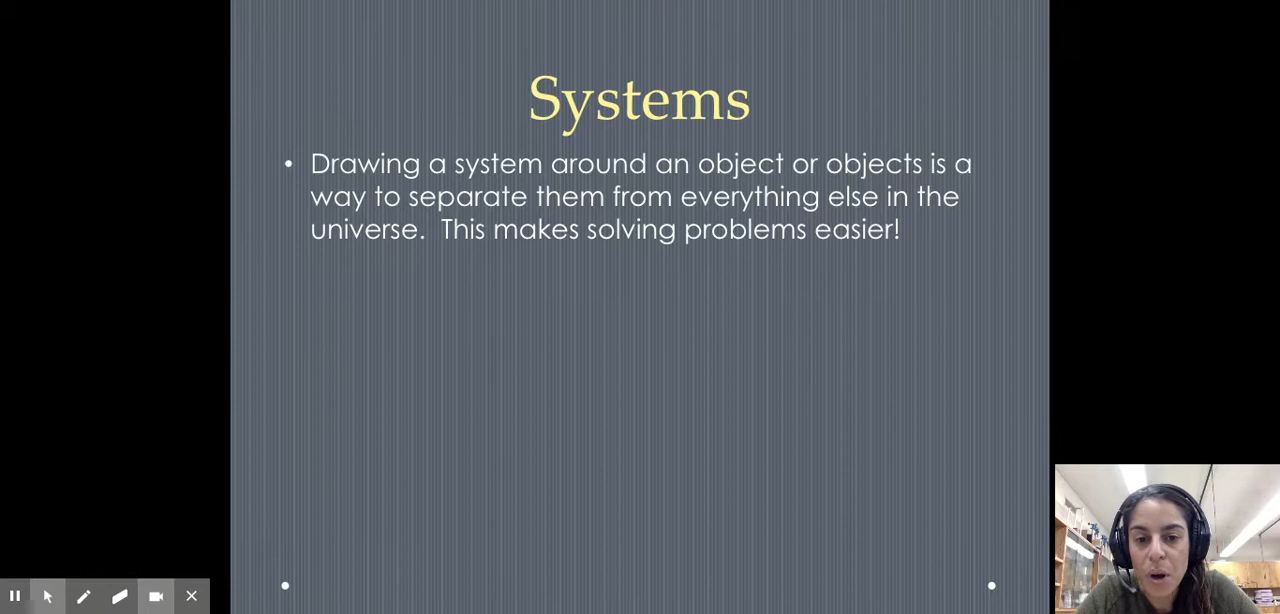 Systems
• Drawing a system around an object or objects is a
way to separate them from everything else in the
universe.  This makes solving problems easier!